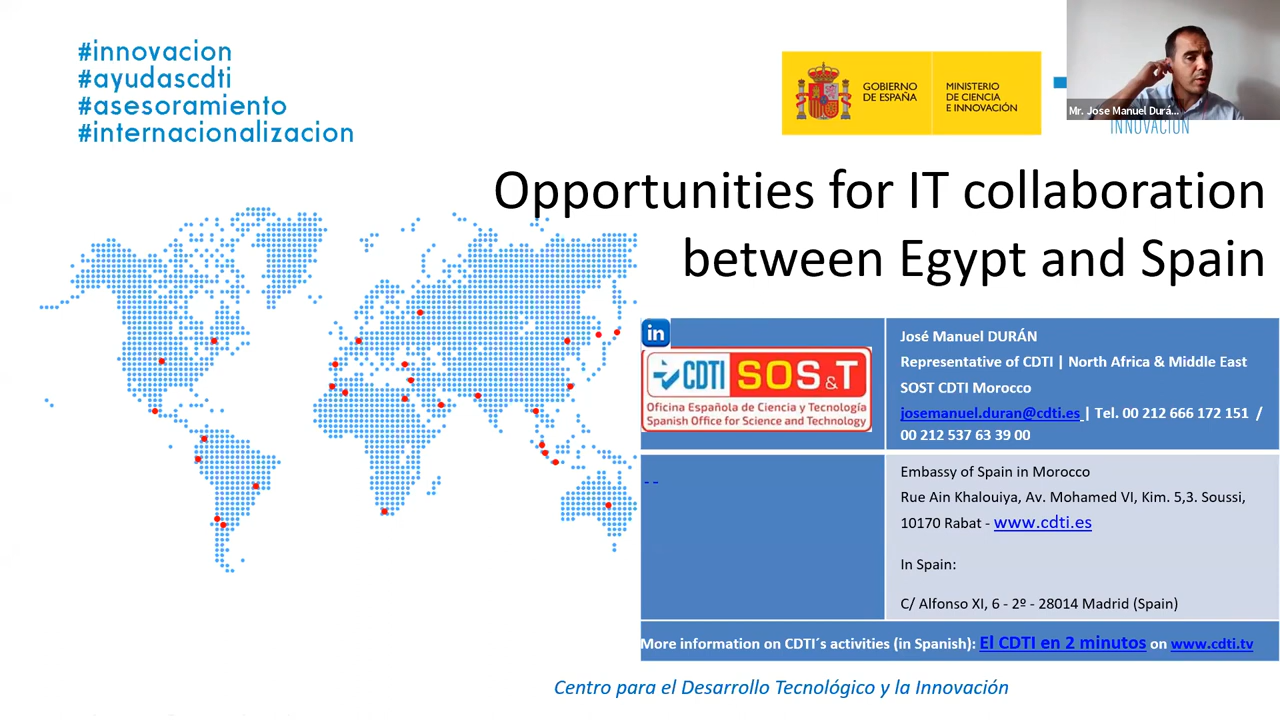 #innovacion
#ayudascdti
#asesoramiento
#internacionalizacion
GOBIERNO
DE ESPAÑA
MINISTERIO
DE CIENCIA
E INNOVACIÓN
Mr. Jose Manuel Durá...
INNOVACIÓN
Opportunities for IT collaboration
between Egypt and Spain
in
CDTI SOST&T
Oficina Española de Ciencia y Tecnología
Spanish Office for Science and Technology
José Manuel DURÁN
Representative of CDTI | North Africa & Middle East
SOST CDTI Morocco
josemanuel.duran@cdti.es | Tel. 00 212 666 172 151 /
00 212 537 63 39 00
- -
Embassy of Spain in Morocco
Rue Ain Khalouiya, Av. Mohamed VI, Kim. 5,3. Soussi,
10170 Rabat - www.cdti.es
In Spain:
C/ Alfonso XI, 6 - 2º - 28014 Madrid (Spain)
More information on CDTI´s activities (in Spanish): El CDTI en 2 minutos on www.cdti.tv
Centro para el Desarrollo Tecnológico y la Innovación